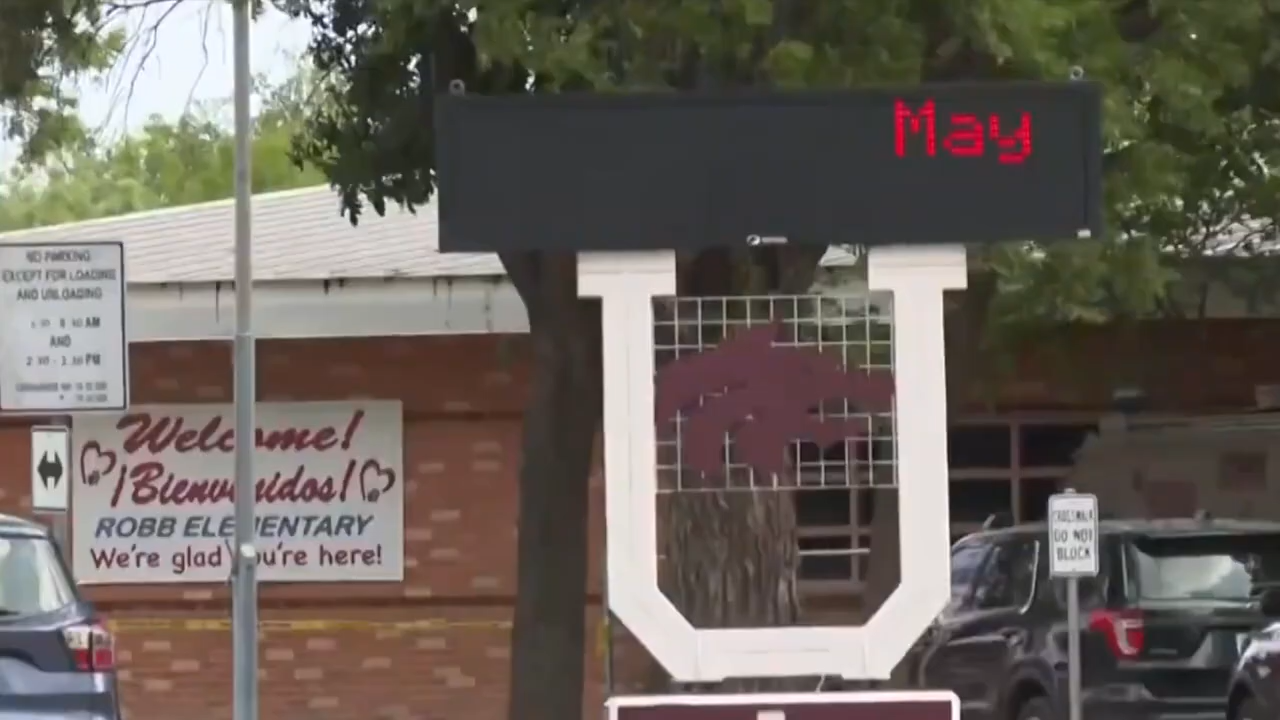 May
NO PARKING
EXCEPT FOR LOADING
AND UNLOADING
AND
Welcome!
¡Bienvenidos!
ROBB ELEMENTARY
We're glad you're here!
CROSSWALK
DO NOT
BLOCK